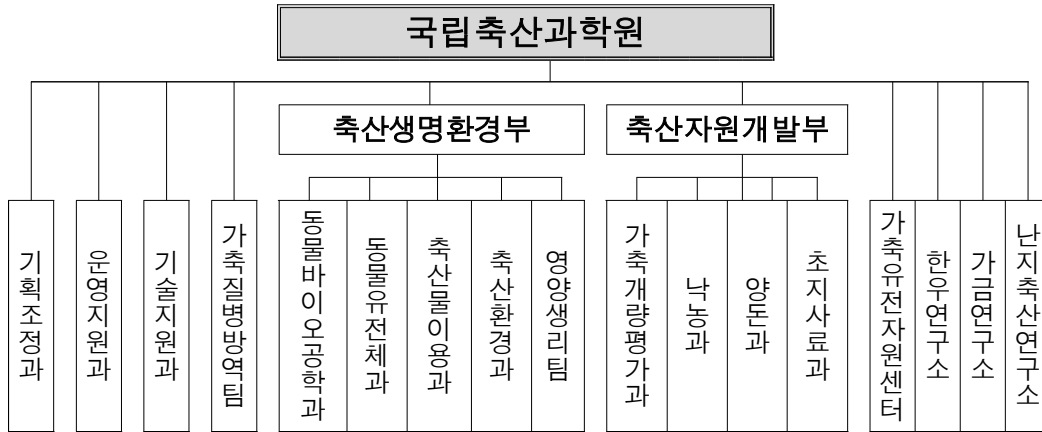 국립축산과학원
축산생명환경부
축산자원개발부
기획조정과
운영지원과
기술지원과
가축질병방역팀
동물바이오공학과
동물유전체과
축산물이용과
축산환경과
영양생리팀
가축개량평가과
낙농과
양돈과
초지사료과
가축유전자원센터
한우연구소
가금연구소
난지축산연구소